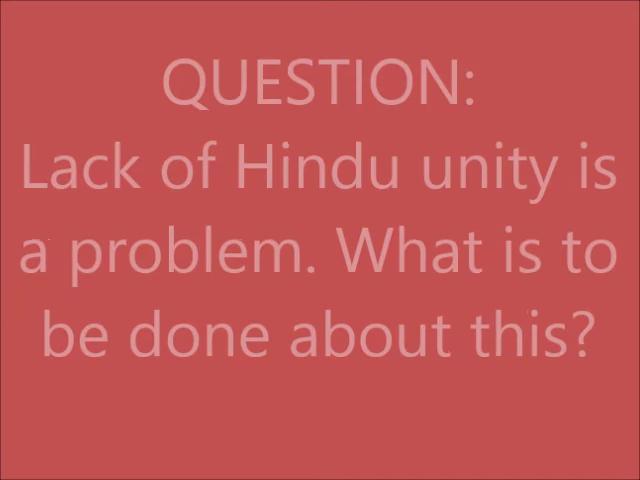 QUESTION:
Lack of Hindu unity is
a problem. What is to
be done about this?